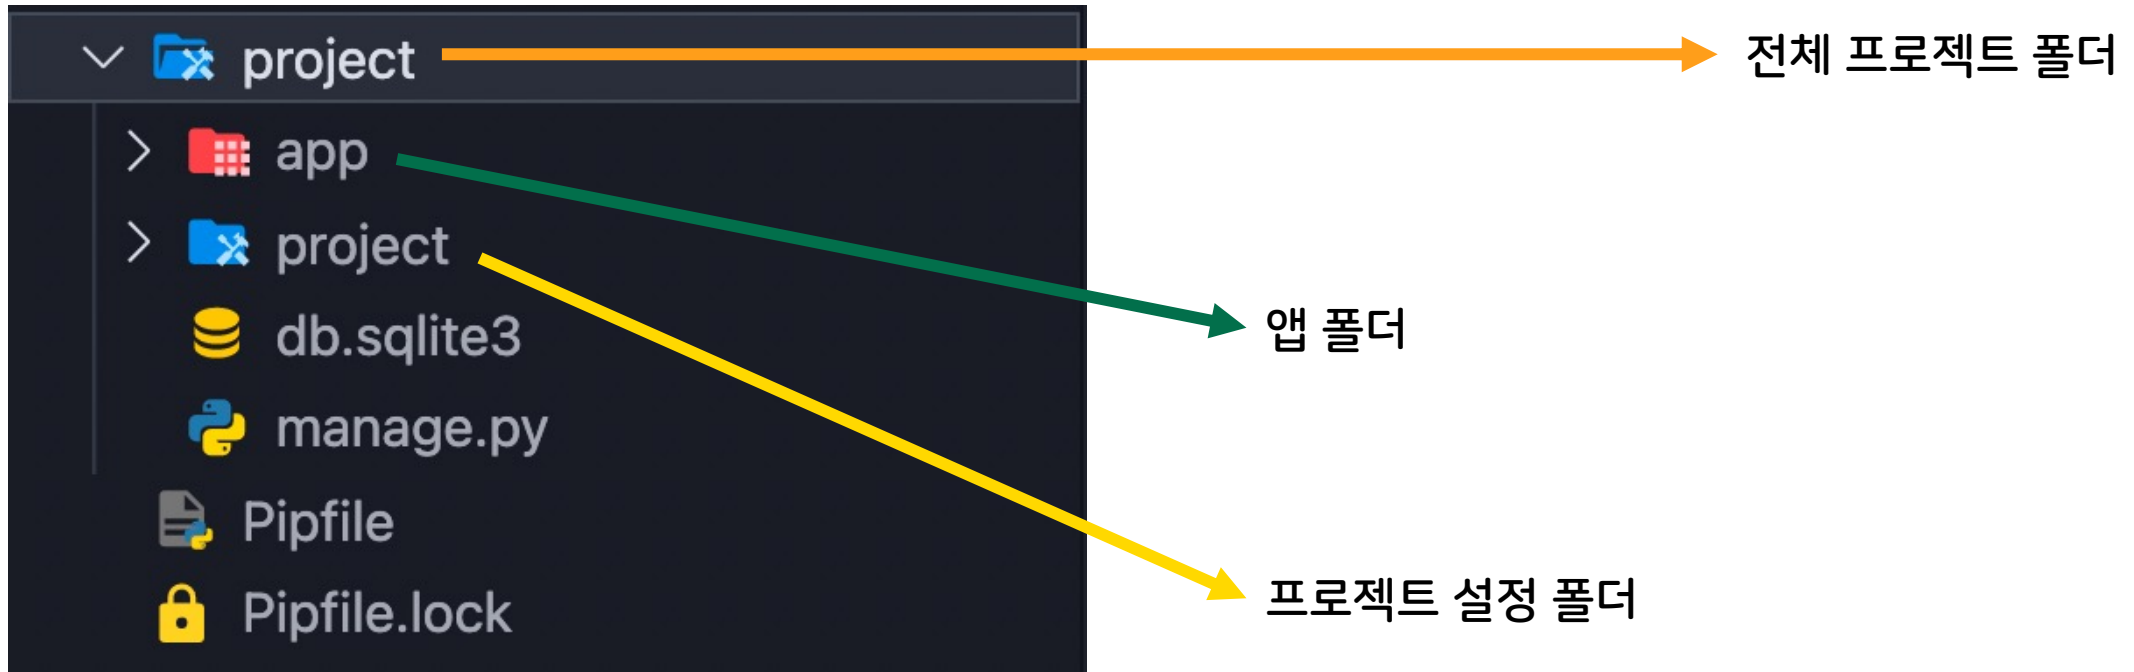 project
전체 프로젝트 폴더
app
project
db.sqlite3
앱 폴더
manage.py
Pipfile
프로젝트 설정 폴더
Pipfile.lock